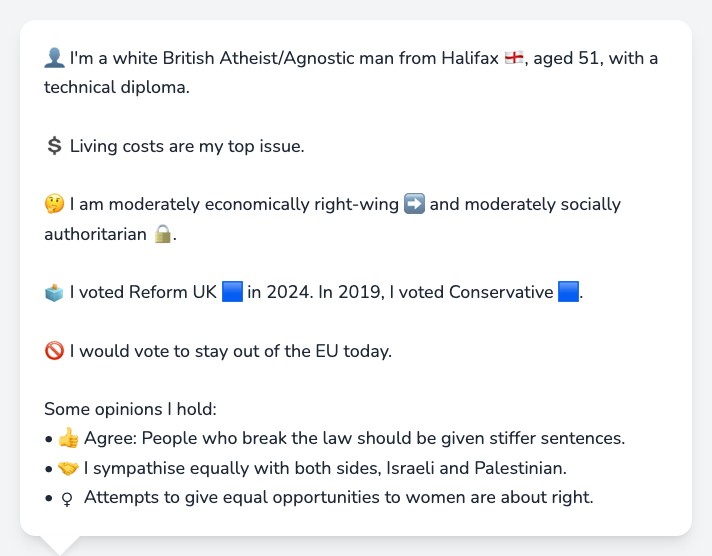 👤 I'm a white British Atheist/Agnostic man from Halifax 🏴󠁧󠁢󠁥󠁮󠁧󠁿, aged 51, with a
technical diploma.
💲 Living costs are my top issue.
🤔 I am moderately economically right-wing ➡️ and moderately socially
authoritarian 🔒.
🗳️ I voted Reform UK 🟦 in 2024. In 2019, I voted Conservative 🟦.
🚫 I would vote to stay out of the EU today.
Some opinions I hold:
• 👍 Agree: People who break the law should be given stiffer sentences.
• 🤝 I sympathise equally with both sides, Israeli and Palestinian.
• ♀ Attempts to give equal opportunities to women are about right.